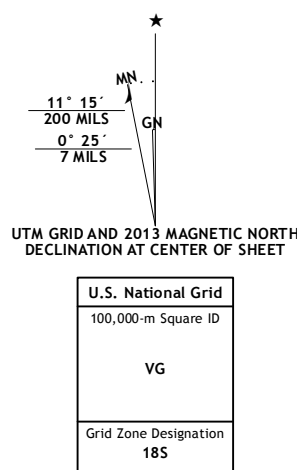 ★
MN
11° 15´
200 MILS
GN
0° 25´
7 MILS
UTM GRID AND 2013 MAGNETIC NORTH
DECLINATION AT CENTER OF SHEET
U.S. National Grid
100,000-m Square ID
VG
Grid Zone Designation
18S